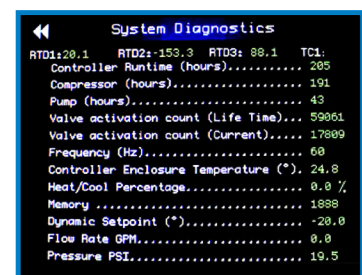 System Diagnostics
RTD1:20.1 RTD2:-153.3 RTD3: 88.1 TC1:
Controller Runtime (hours)........... 205
Compressor (hours)................... 191
Pump (hours)......................... 43
Valve activation count (Life Time)... 59061
Valve activation count (Current)..... 17809
Frequency (Hz)....................... 60
Controller Enclosure Temperature (°). 24.8
Heat/Cool Percentage................. 0.0 %
Memory .............................. 1888
Dynamic Setpoint (°)................. -20.0
Flow Rate GPM........................ 0.0
Pressure PSI......................... 19.5